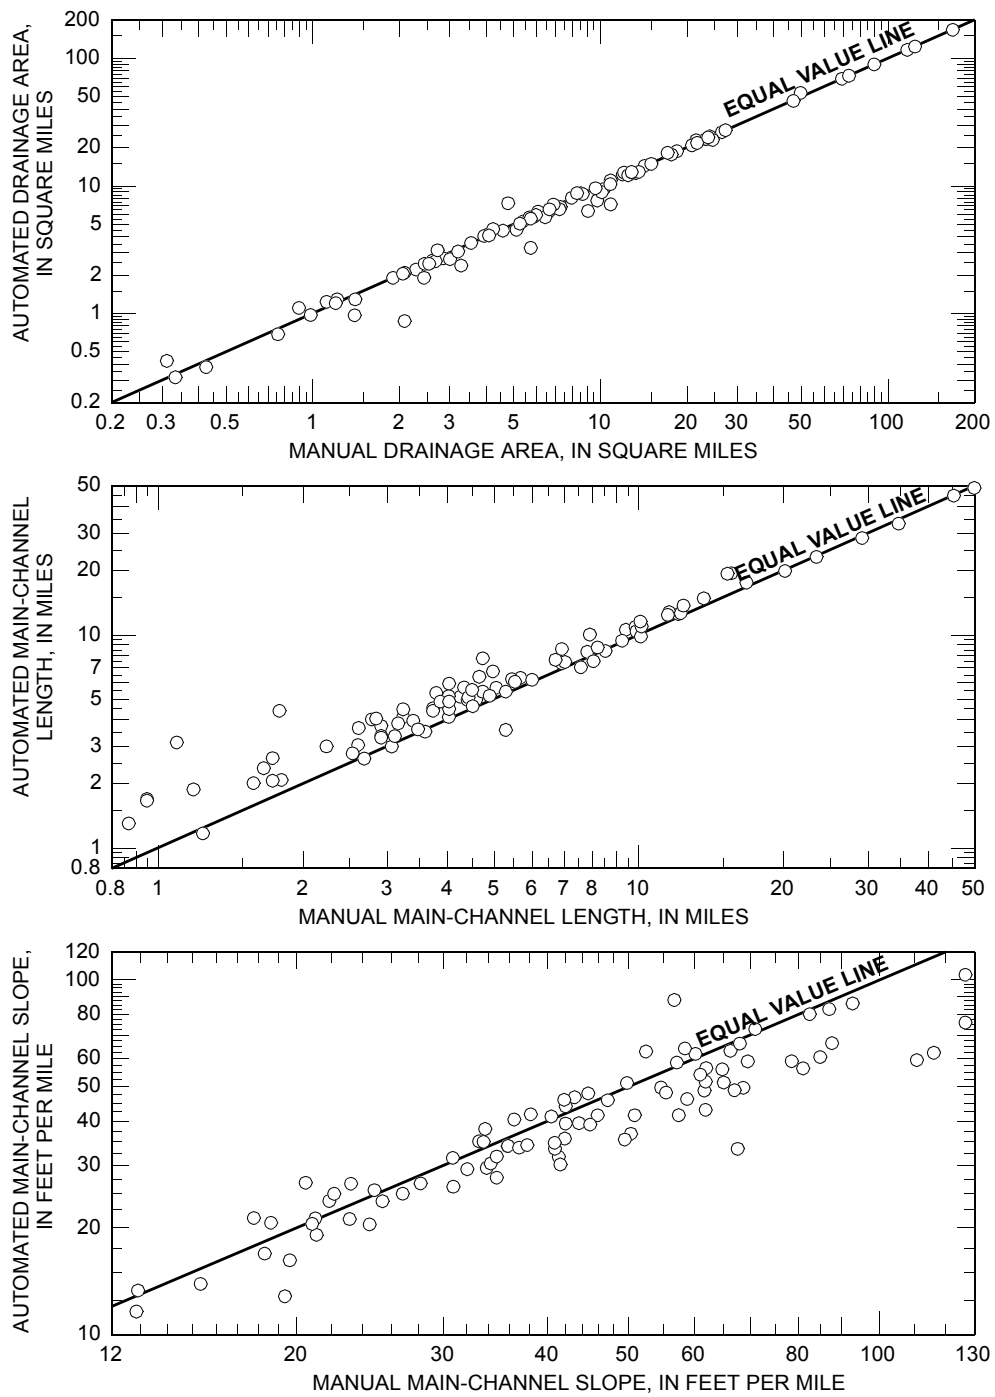 AUTOMATED DRAINAGE AREA,
IN SQUARE MILES
200
100
50
20
10
5
2
1
0.5
0.2
EQUAL VALUE LINE
0.2 0.3 0.5 1 2 3 5 10 20 30 50 100 200
MANUAL DRAINAGE AREA, IN SQUARE MILES
AUTOMATED MAIN-CHANNEL
LENGTH, IN MILES
50
30
20
10
7
5
3
2
1
0.8
EQUAL VALUE LINE
0.8 1 2 3 4 5 6 7 8 10 20 30 40 50
MANUAL MAIN-CHANNEL LENGTH, IN MILES
AUTOMATED MAIN-CHANNEL SLOPE,
IN FEET PER MILE
120
100
80
60
50
40
30
20
10
EQUAL VALUE LINE
12 20 30 40 50 60 80 100 130
MANUAL MAIN-CHANNEL SLOPE, IN FEET PER MILE